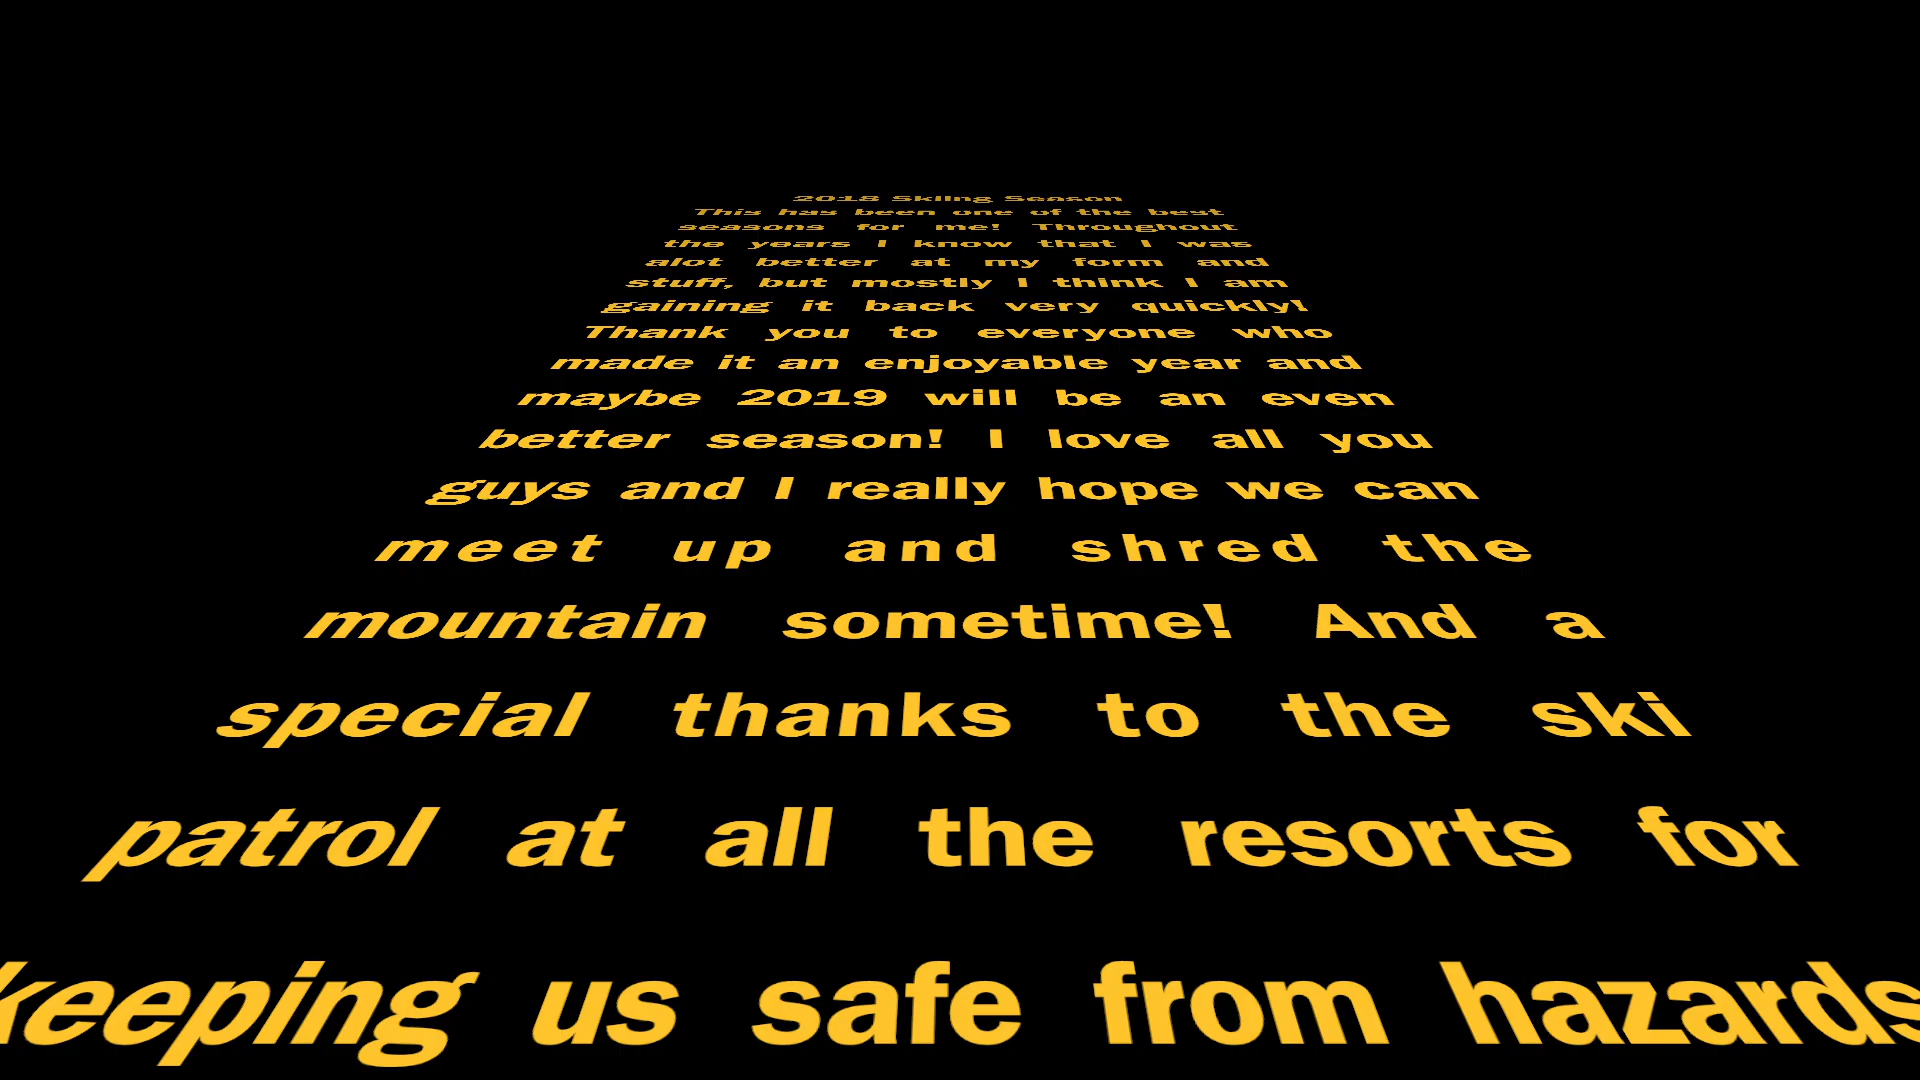 2018 Skiing Season
This has been one of the best
seasons for me! Throughout
the years I know that I was
alot better at my form and
stuff, but mostly I think I am
gaining it back very quickly!
Thank you to everyone who
made it an enjoyable year and
maybe 2019 will be an even
better season! I love all you
guys and I really hope we can
meet up and shred the
mountain sometime! And a
special thanks to the ski
patrol at all the resorts for
keeping us safe from hazards